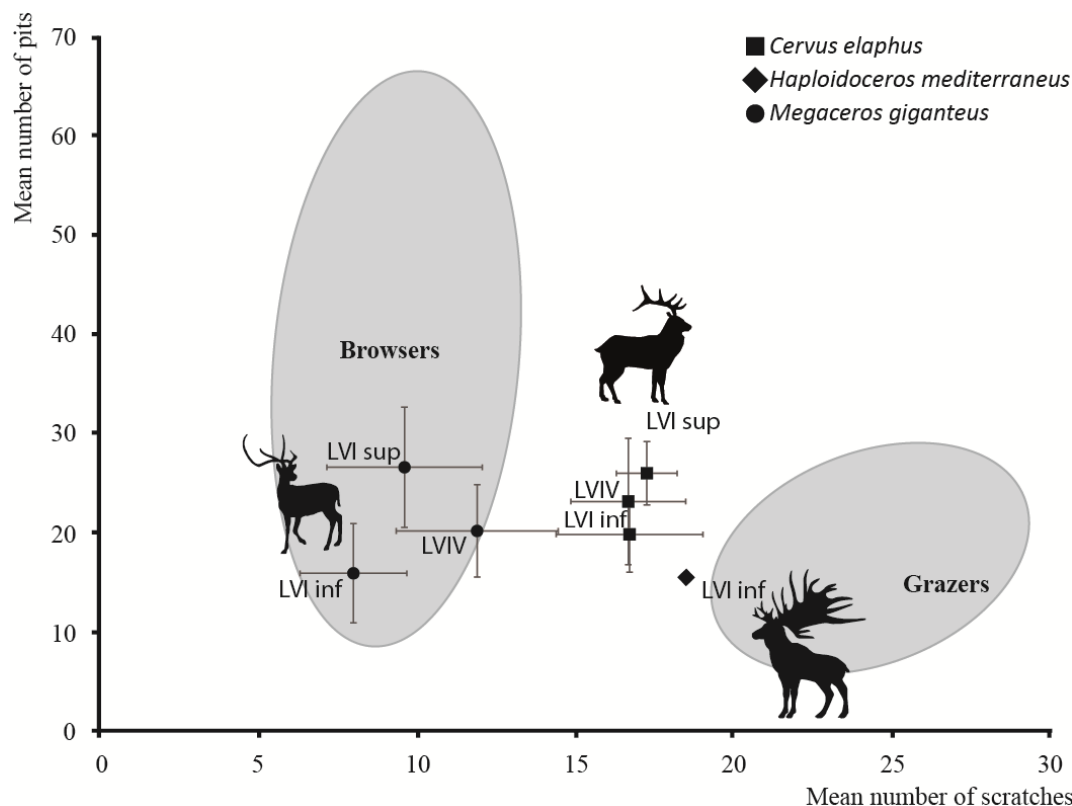 Mean number of pits
70
60
50
40
30
20
10
0
Cervus elaphus
Haploidoceros mediterraneus
Megaceros giganteus
Browsers
LVI sup
LVI sup
LVIV
LVI inf
LVIV
LVI inf
LVI inf
Grazers
0 5 10 15 20 25 30
Mean number of scratches